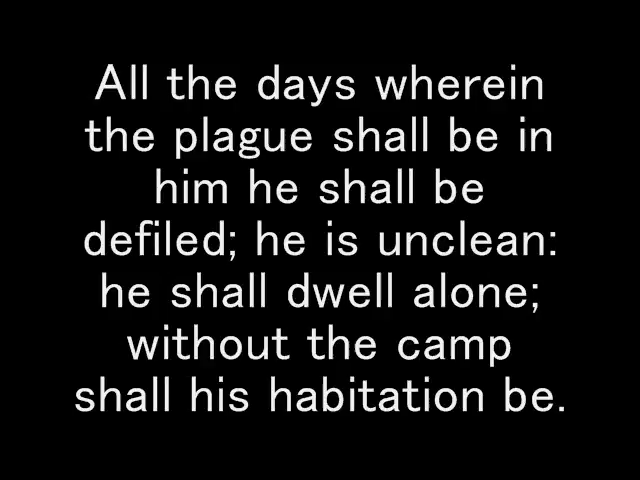 All the days wherein
the plague shall be in
him he shall be
defiled; he is unclean:
he shall dwell alone;
without the camp
shall his habitation be.